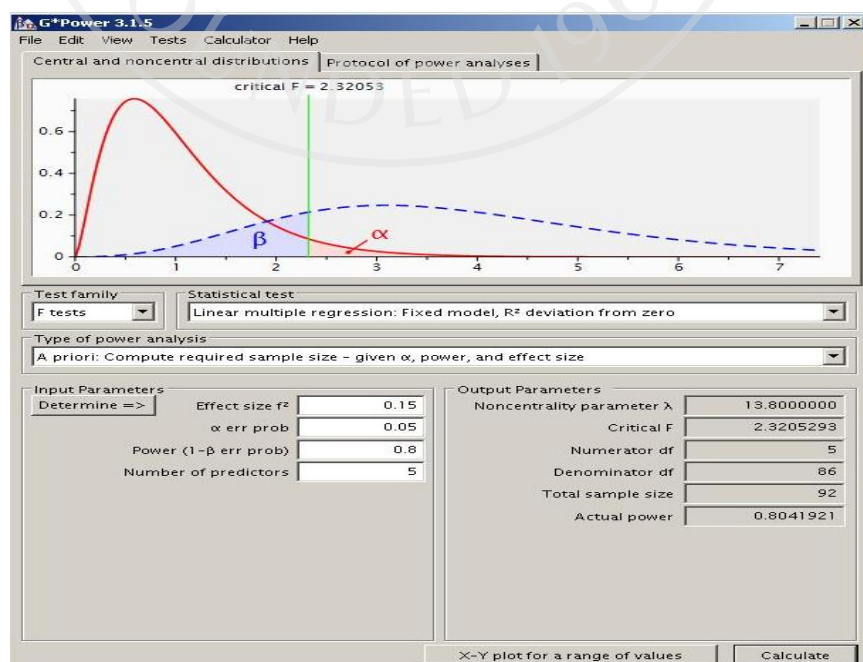 G*Power 3.1.5
File Edit View Tests Calculator Help
Central and noncentral distributions Protocol of power analyses
critical F = 2.32053
0.6
0.4
0.2
0
β
α
0 1 2 3 4 5 6 7
Test family
F tests
Statistical test
Linear multiple regression: Fixed model, R² deviation from zero
Type of power analysis
A priori: Compute required sample size – given α, power, and effect size
Input Parameters
Determine =>
Effect size f² 0.15
α err prob 0.05
Power (1-β err prob) 0.8
Number of predictors 5
Output Parameters
Noncentrality parameter λ 13.8000000
Critical F 2.3205293
Numerator df 5
Denominator df 86
Total sample size 92
Actual power 0.8041921
X-Y plot for a range of values Calculate